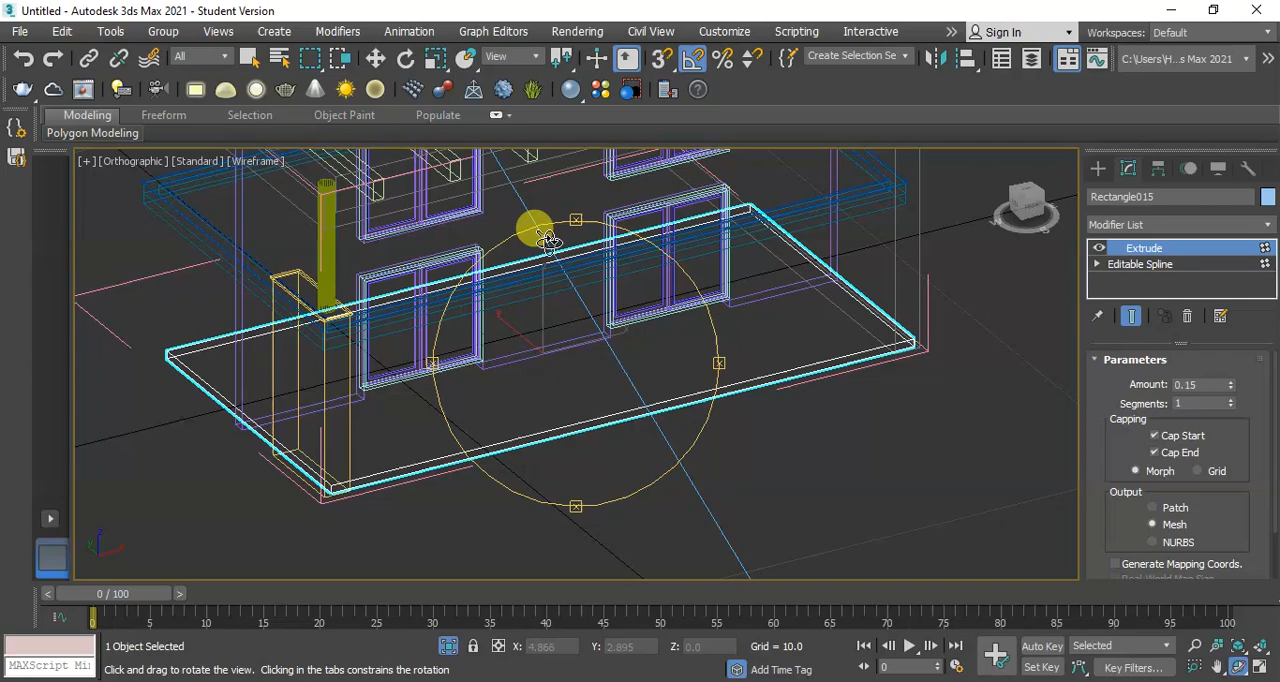 Untitled - Autodesk 3ds Max 2021 - Student Version
File Edit Tools Group Views Create Modifiers Animation Graph Editors Rendering Civil View Customize Scripting Interactive Sign In Workspaces: Default
All View Create Selection Se C:\Users\H...s Max 2021
Modeling Freeform Selection Object Paint Populate
Polygon Modeling
[+] [Orthographic] [Standard] [Wireframe]
Rectangle015
Modifier List
Extrude
Editable Spline
Parameters
Amount: 0.15
Segments: 1
Capping
Cap Start
Cap End
Morph Grid
Output
Patch
Mesh
NURBS
Generate Mapping Coords.
0 / 100
0 5 10 15 20 25 30 35 40 45 50 55 60 65 70 75 80 85 90 95 100
1 Object Selected X: 4.866 Y: 2.895 Z: 0.0 Grid = 10.0 Auto Key Selected
MAXScript Mi Click and drag to rotate the view. Clicking in the tabs constrains the rotation Add Time Tag 0 Set Key Key Filters...